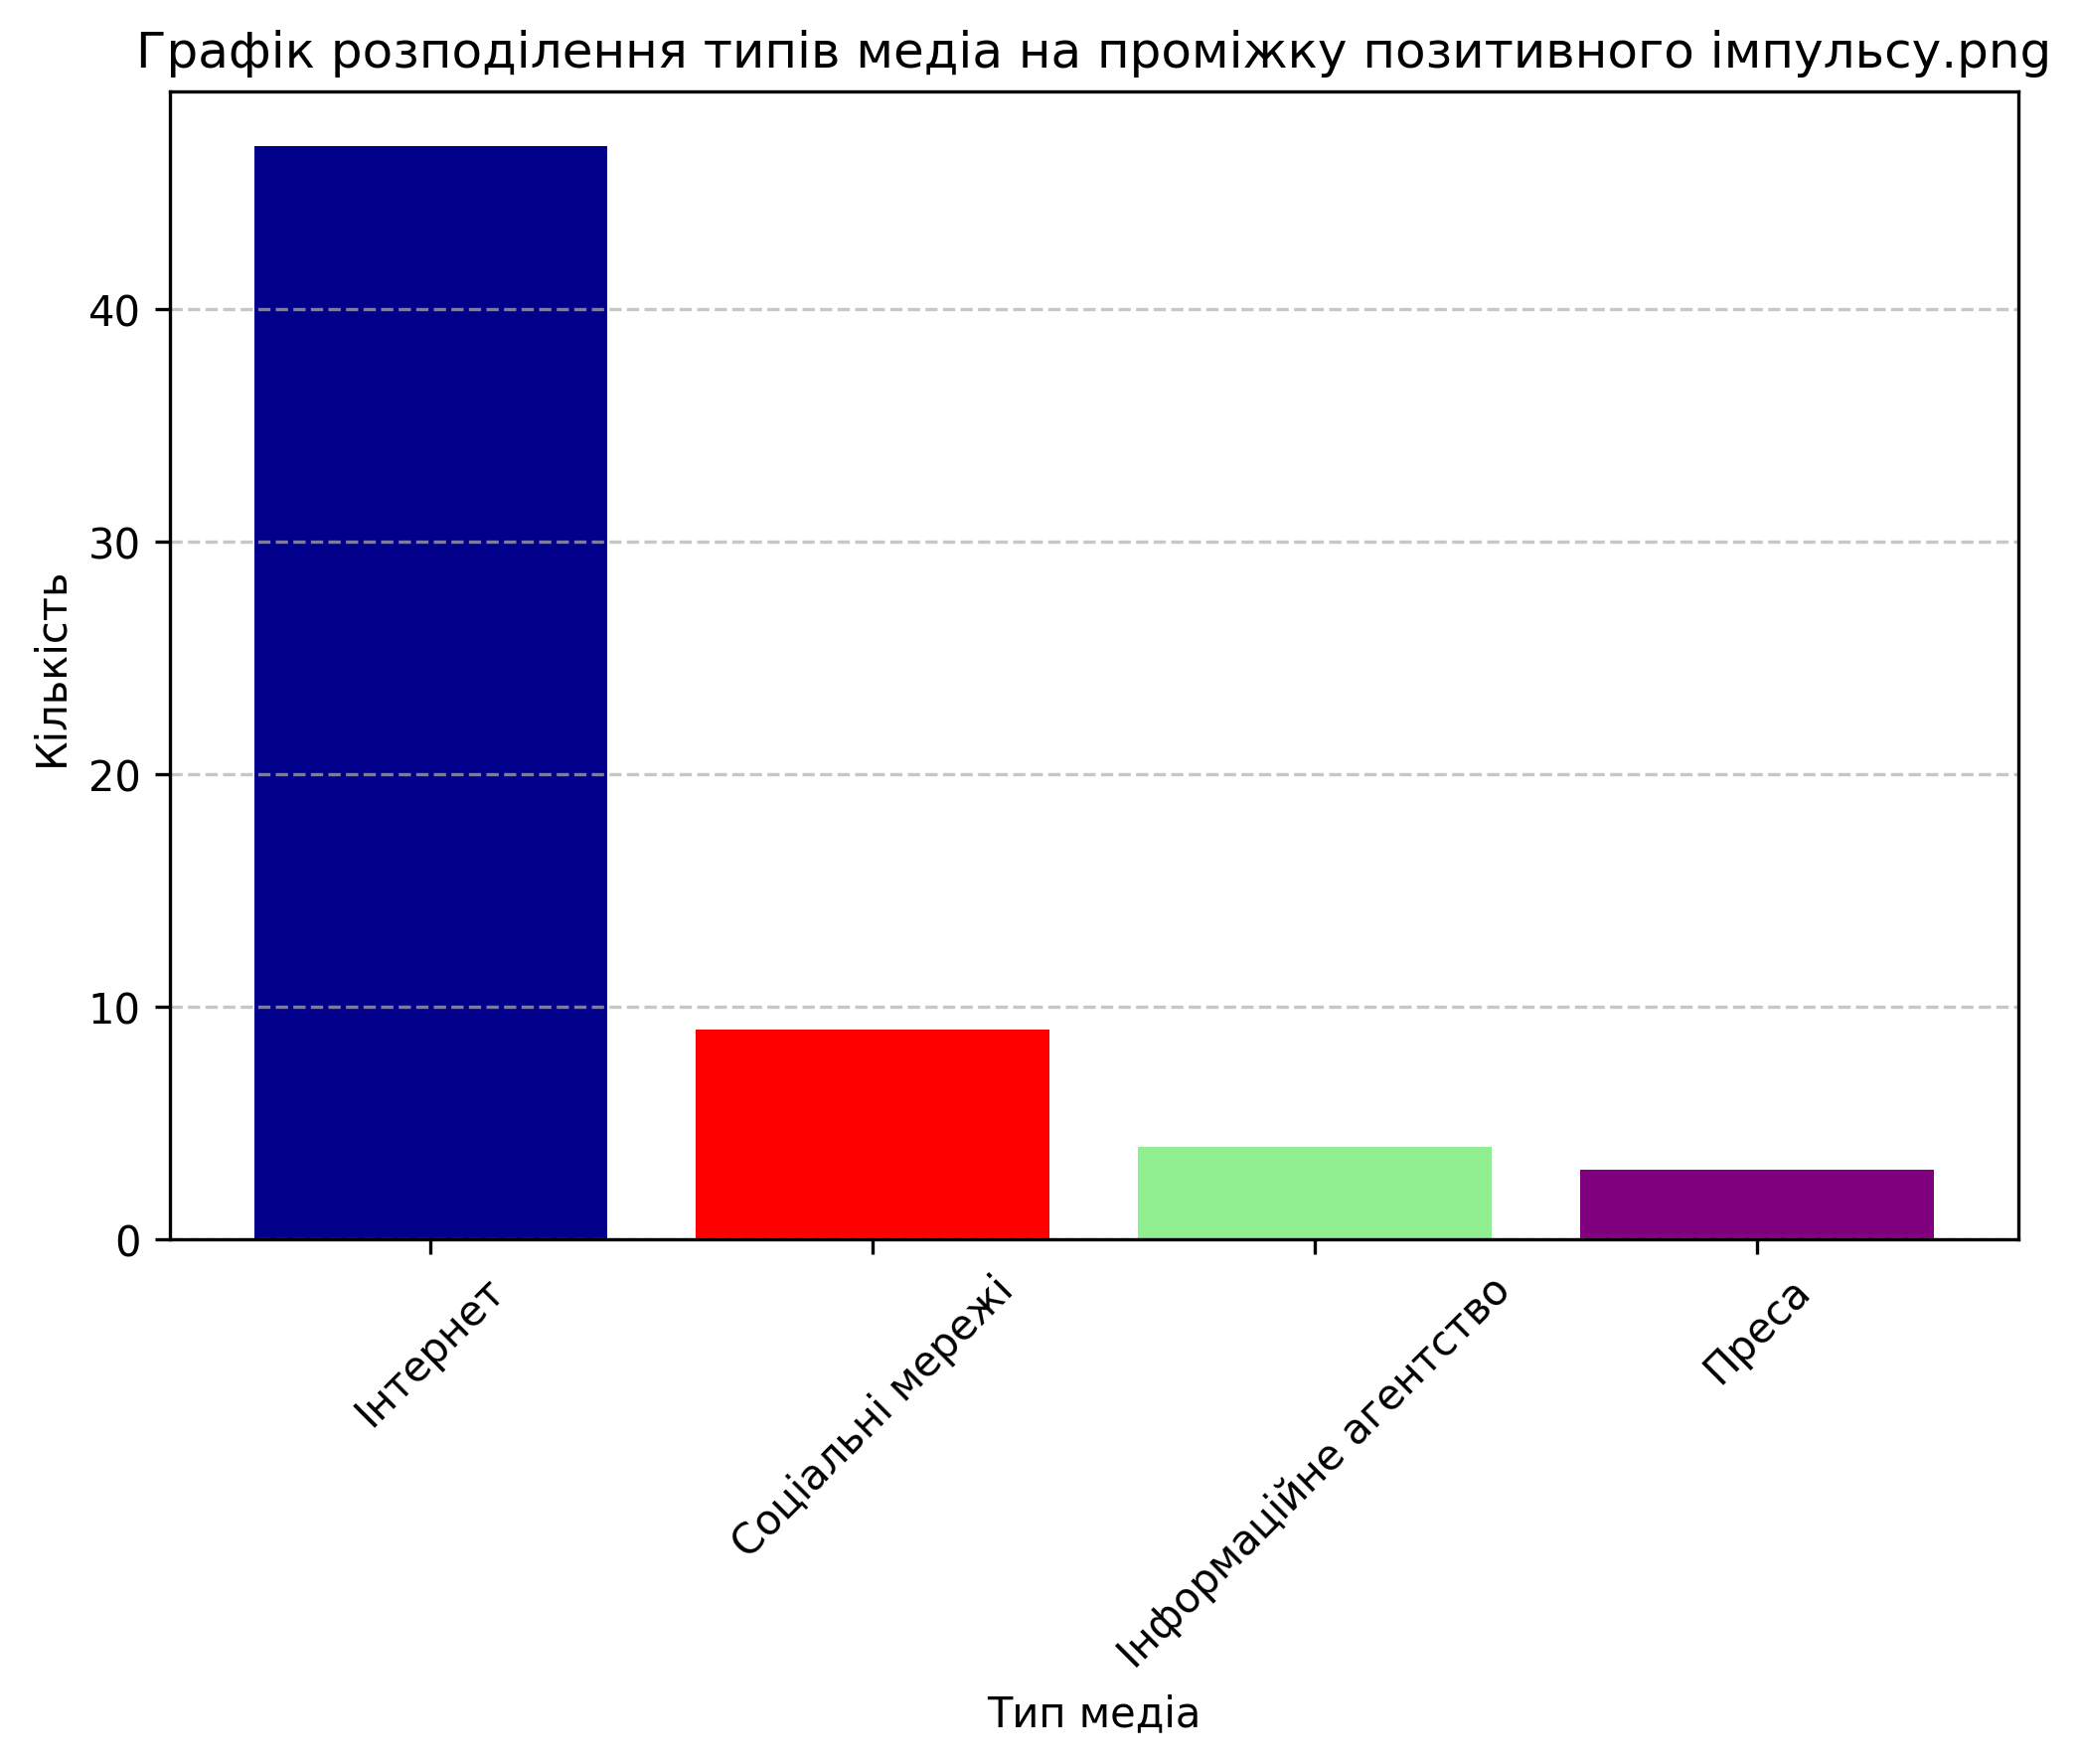 Графік розподілення типів медіа на проміжку позитивного імпульсу.png
Кількість
40
30
20
10
0
Інтернет
Соціальні мережі
Інформаційне агентство
Преса
Тип медіа